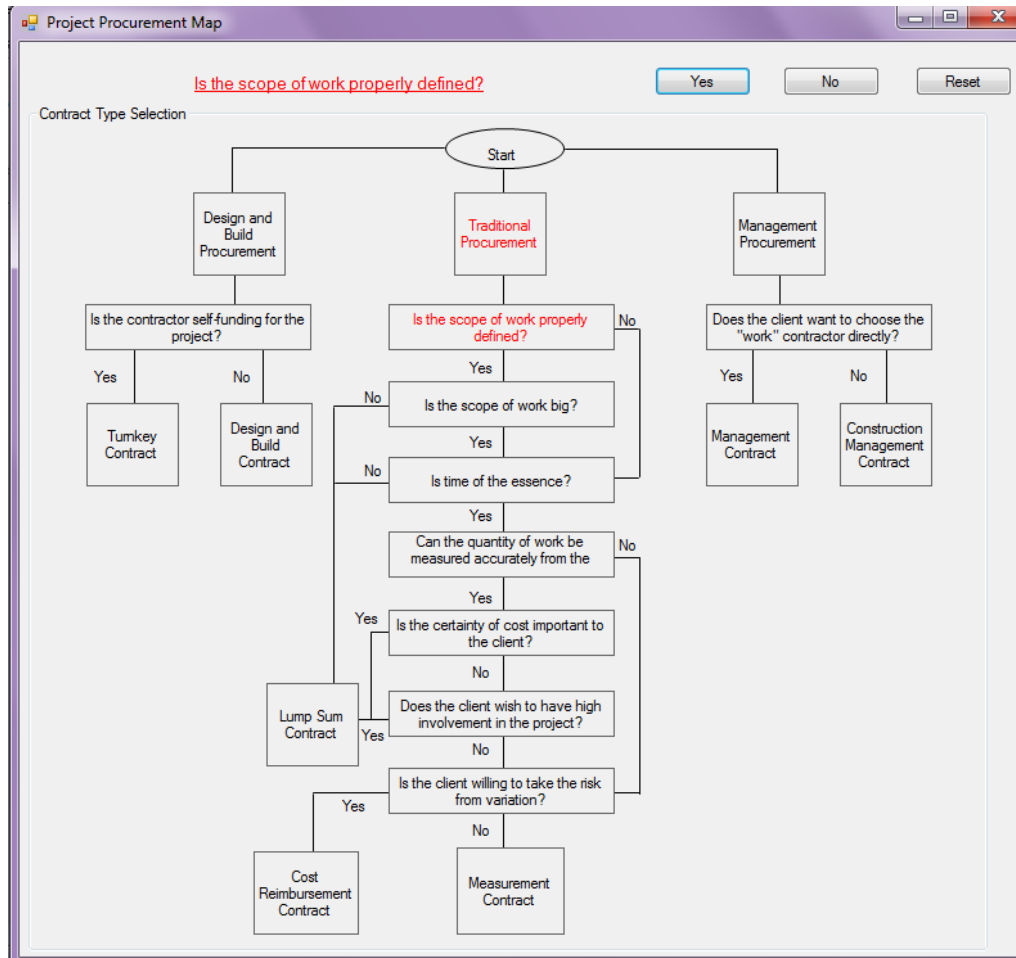 Project Procurement Map
Is the scope of work properly defined?
Yes
No
Reset
Contract Type Selection
Start
Design and
Build
Procurement
Traditional
Procurement
Management
Procurement
Is the contractor self-funding for the
project?
Is the scope of work properly
defined?
No
Does the client want to choose the
"work" contractor directly?
Yes
No
Yes
Yes
No
No
Is the scope of work big?
Turnkey
Contract
Design and
Build
Contract
Management
Contract
Construction
Management
Contract
Yes
No
Is time of the essence?
Yes
Can the quantity of work be
measured accurately from the
No
Yes
Yes
Is the certainty of cost important to
the client?
No
Lump Sum
Contract
Does the client wish to have high
involvement in the project?
Yes
No
Is the client willing to take the risk
from variation?
Yes
No
Cost
Reimbursement
Contract
Measurement
Contract